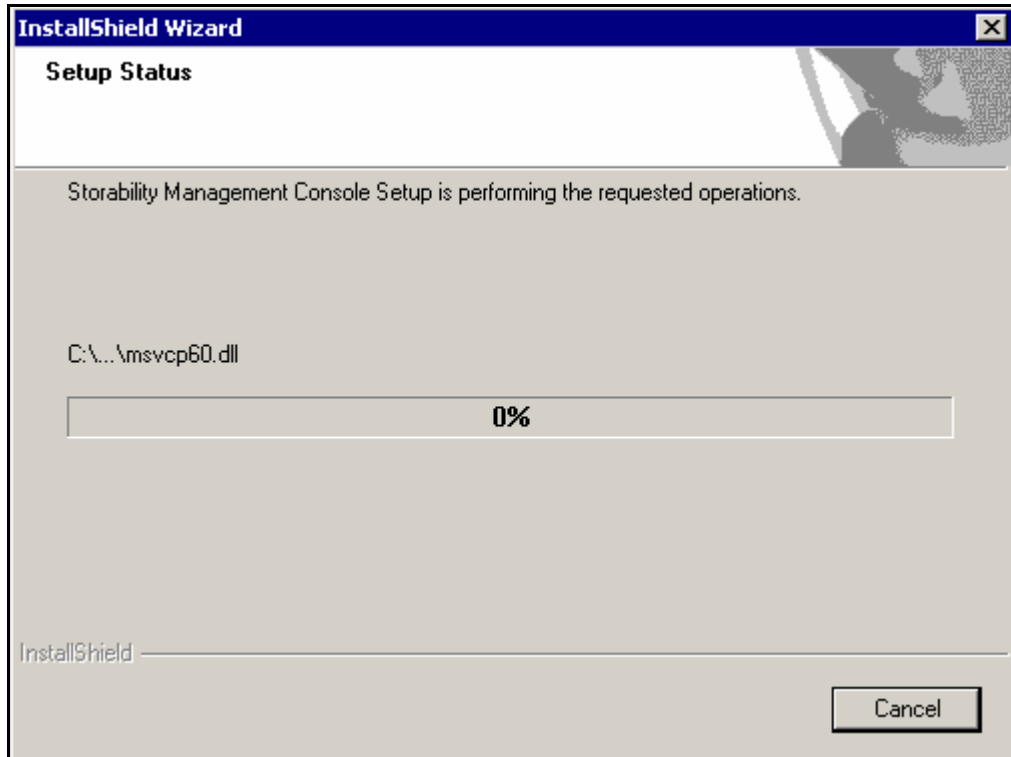 InstallShield Wizard
Setup Status
Storability Management Console Setup is performing the requested operations.
C:\...\msvcp60.dll
0%
InstallShield
Cancel